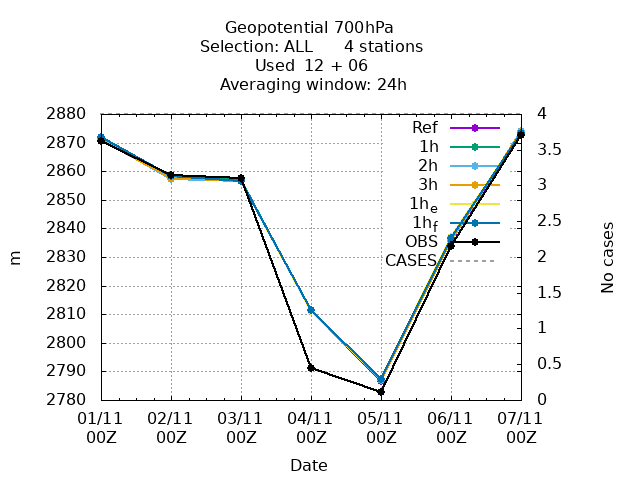 Geopotential 700hPa
Selection: ALL 4 stations
Used 12 + 06
Averaging window: 24h
2880
2870
2860
2850
2840
2830
2820
2810
2800
2790
2780
m
4
3.5
3
2.5
2
1.5
1
0.5
0
No cases
Ref
1h
2h
3h
1he
1hf
OBS
CASES
01/11 02/11 03/11 04/11 05/11 06/11 07/11
00Z 00Z 00Z 00Z 00Z 00Z 00Z
Date